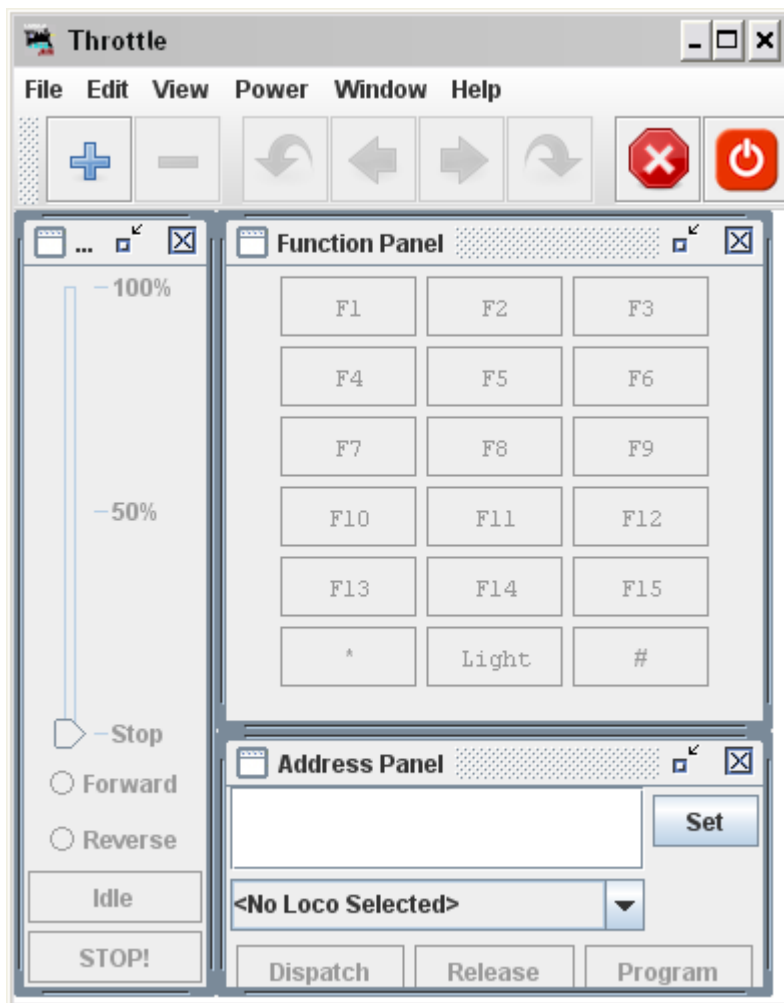 Throttle
File Edit View Power Window Help
... Function Panel
100%
50%
Stop
Forward
Reverse
Idle
STOP!
F1 F2 F3
F4 F5 F6
F7 F8 F9
F10 F11 F12
F13 F14 F15
* Light #
Address Panel
Set
<No Loco Selected>
Dispatch Release Program